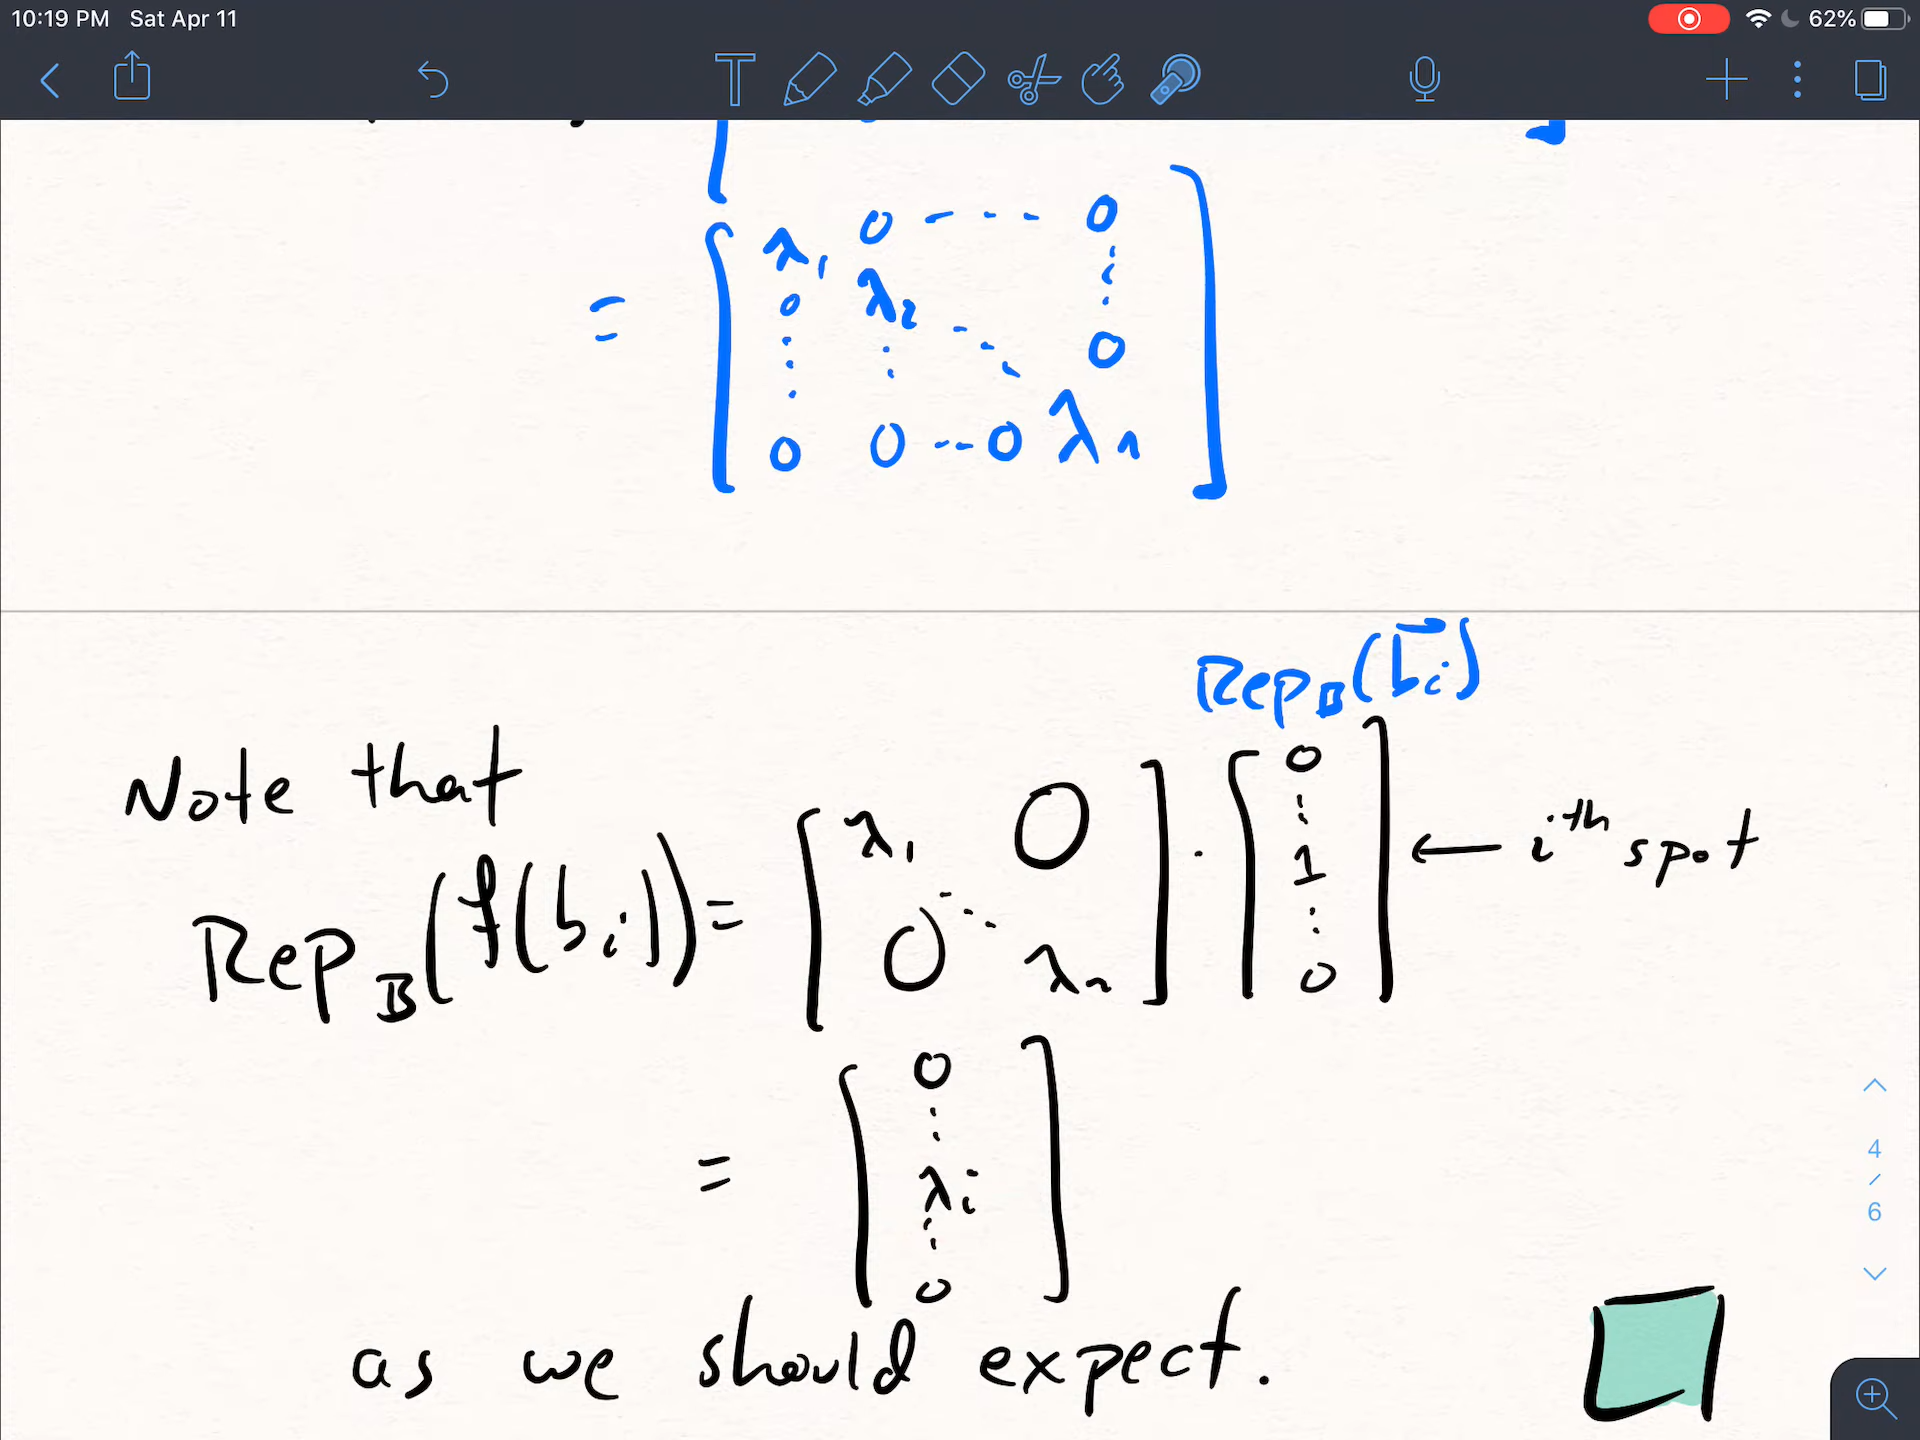 10:19 PM Sat Apr 11 62%
= [ λ₁ 0 --- 0
0 λ₂ ⋱ ⋮
⋮ ⋮ 0
0 0 --0 λn ]
Rep_B(b⃗i)
Note that
Rep_B(f(bi)) = [ λ₁ 0 ⋱ 0 λn ] · [ 0 ⋮ 1 ⋮ 0 ] ← iᵗʰ spot
= [ 0 ⋮ λi ⋮ 0 ]
as we should expect.
4
/
6